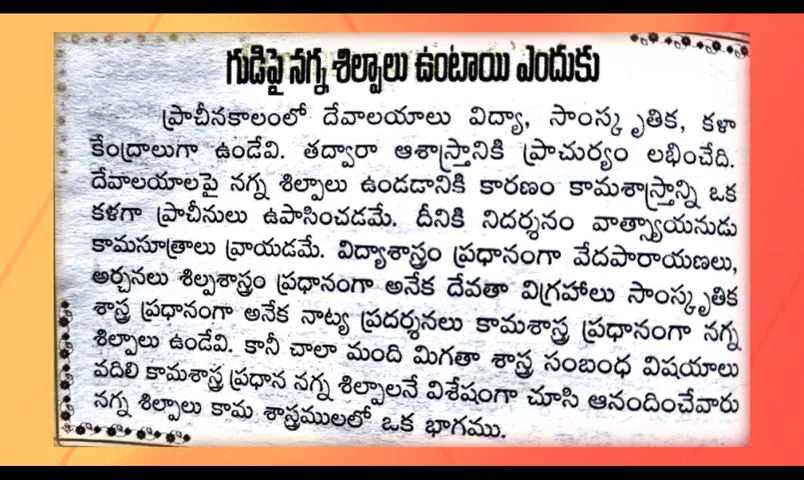 గుడిపై నగ్న శిల్పాలు ఉంటాయి ఎందుకు
ప్రాచీనకాలంలో దేవాలయాలు విద్యా, సాంస్కృతిక, కళా
కేంద్రాలుగా ఉండేవి. తద్వారా ఆశాస్త్రానికి ప్రాచుర్యం లభించేది.
దేవాలయాలపై నగ్న శిల్పాలు ఉండడానికి కారణం కామశాస్త్రాన్ని ఒక
కళగా ప్రాచీనులు ఉపాసించడమే. దీనికి నిదర్శనం వాత్స్యాయనుడు
కామసూత్రాలు వ్రాయడమే. విద్యాశాస్త్రం ప్రధానంగా వేదపారాయణలు,
అర్చనలు శిల్పశాస్త్రం ప్రధానంగా అనేక దేవతా విగ్రహాలు సాంస్కృతిక
శాస్త్ర ప్రధానంగా అనేక నాట్య ప్రదర్శనలు కామశాస్త్ర ప్రధానంగా నగ్న
శిల్పాలు ఉండేవి. కానీ చాలా మంది మిగతా శాస్త్ర సంబంధ విషయాలు
వదిలి కామశాస్త్ర ప్రధాన నగ్న శిల్పాలనే విశేషంగా చూసి ఆనందించేవారు
నగ్న శిల్పాలు కామ శాస్త్రములలో ఒక భాగము.